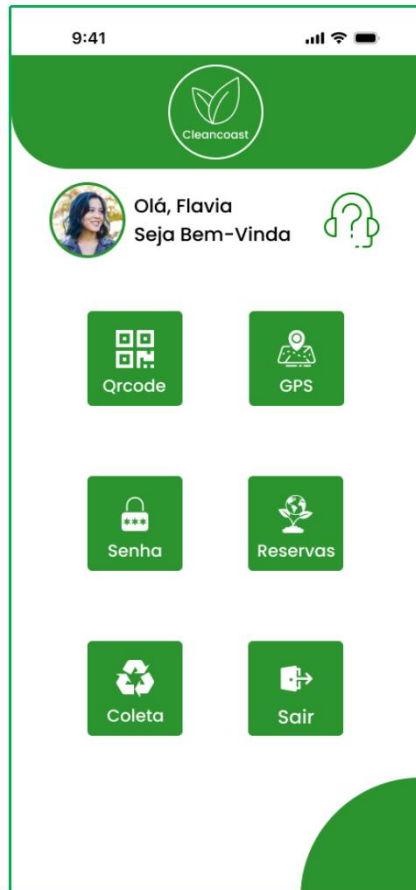 9:41
Cleancoast
Olá, Flavia
Seja Bem-Vinda
?
Qrcode
GPS
***
Senha
Reservas
Coleta
Sair